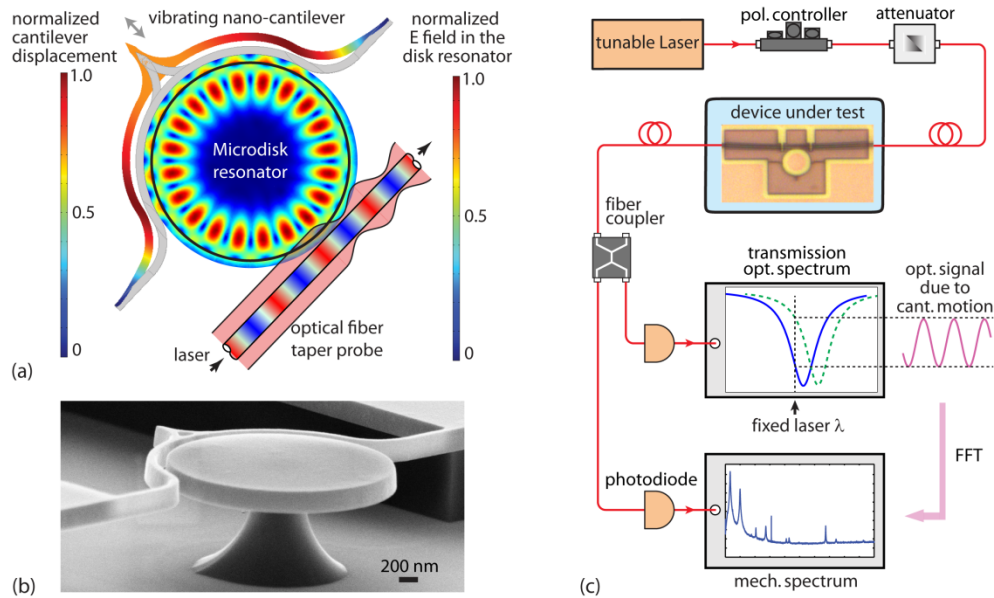 (a)
vibrating nano-cantilever
normalized
cantilever
displacement
1.0
0.5
0
normalized
E field in the
disk resonator
1.0
0.5
0
Microdisk
resonator
optical fiber
taper probe
laser
(b)
200 nm
(c)
tunable Laser
pol. controller
attenuator
device under test
fiber
coupler
transmission
opt. spectrum
opt. signal
due to
cant. motion
fixed laser λ
FFT
photodiode
mech. spectrum